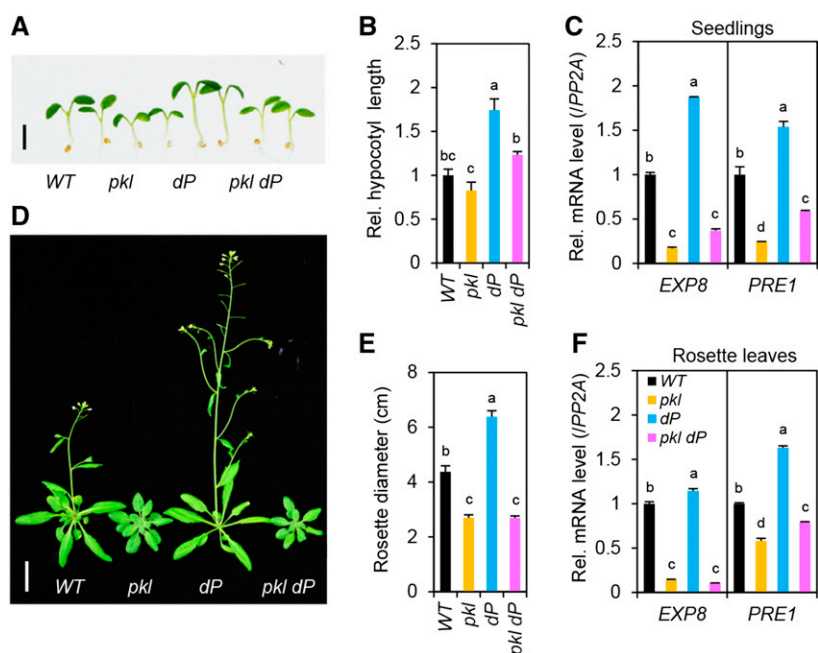 A
WT pkl dP pkl dP
B
Rel. hypocotyl length
2.5
2
1.5
1
0.5
0
bc
c
a
b
WT
pkl
dP
pkl dP
C
Seedlings
Rel. mRNA level (/PP2A)
2.5
2
1.5
1
0.5
0
b
c
a
c
b
d
a
c
EXP8 PRE1
D
WT pkl dP pkl dP
E
Rosette diameter (cm)
8
6
4
2
0
b
c
a
c
WT
pkl
dP
pkl dP
F
Rosette leaves
Rel. mRNA level (/PP2A)
2.5
2
1.5
1
0.5
0
WT
pkl
dP
pkl dP
b
c
a
c
b
d
a
c
EXP8 PRE1